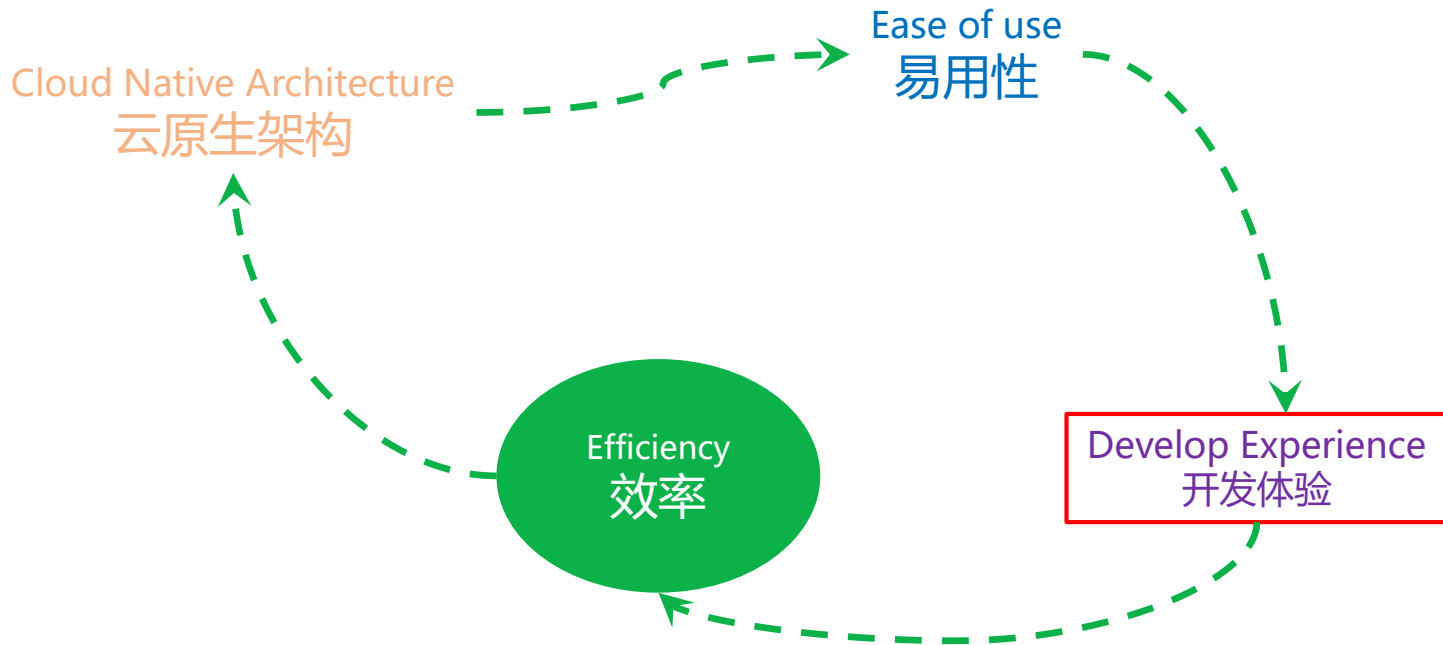 Ease of use
易用性
Cloud Native Architecture
云原生架构
Efficiency
效率
Develop Experience
开发体验